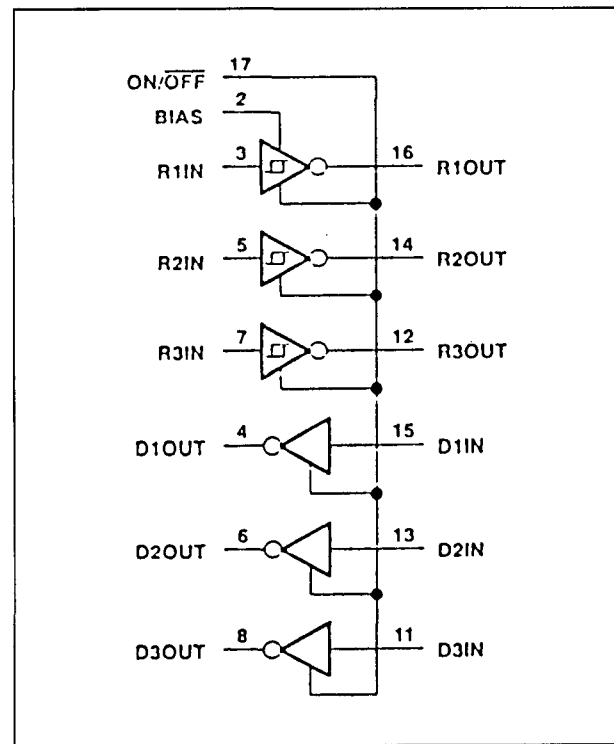 ON/OFF 17
BIAS 2
R1IN 3 16 R1OUT
R2IN 5 14 R2OUT
R3IN 7 12 R3OUT
D1OUT 4 15 D1IN
D2OUT 6 13 D2IN
D3OUT 8 11 D3IN